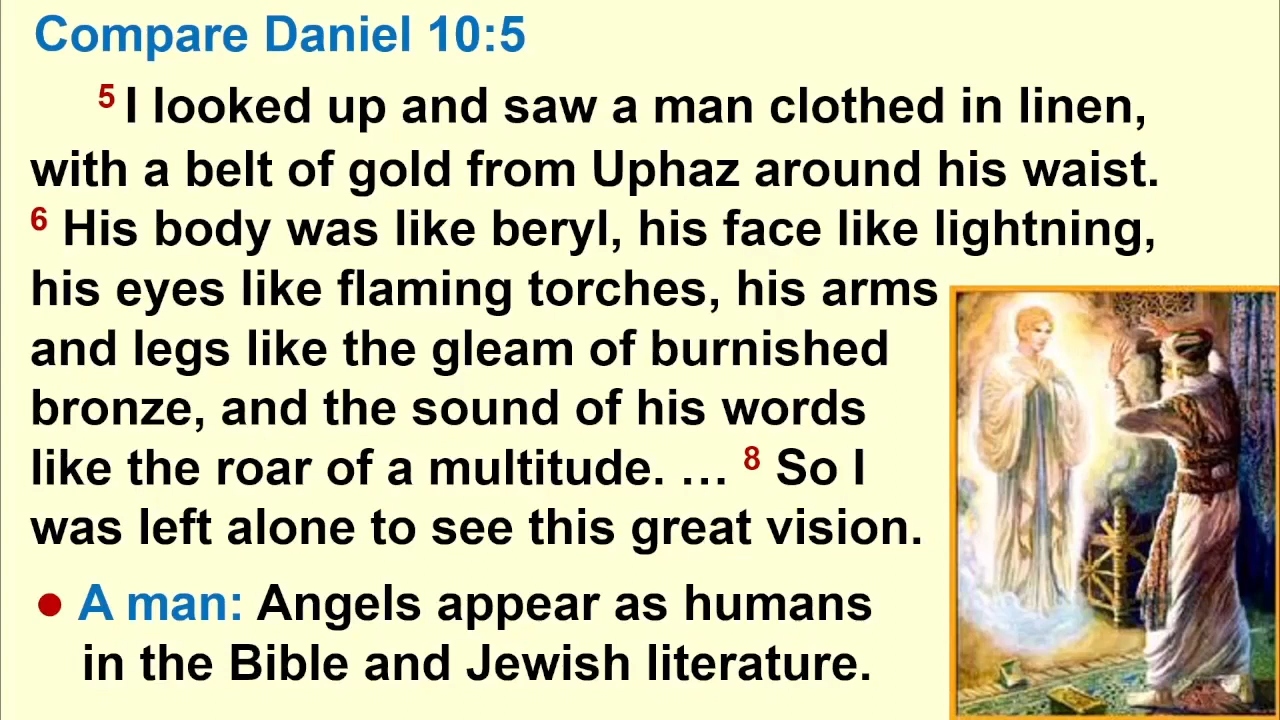 Compare Daniel 10:5
5 I looked up and saw a man clothed in linen,
with a belt of gold from Uphaz around his waist.
6 His body was like beryl, his face like lightning,
his eyes like flaming torches, his arms
and legs like the gleam of burnished
bronze, and the sound of his words
like the roar of a multitude. … 8 So I
was left alone to see this great vision.
● A man: Angels appear as humans
in the Bible and Jewish literature.